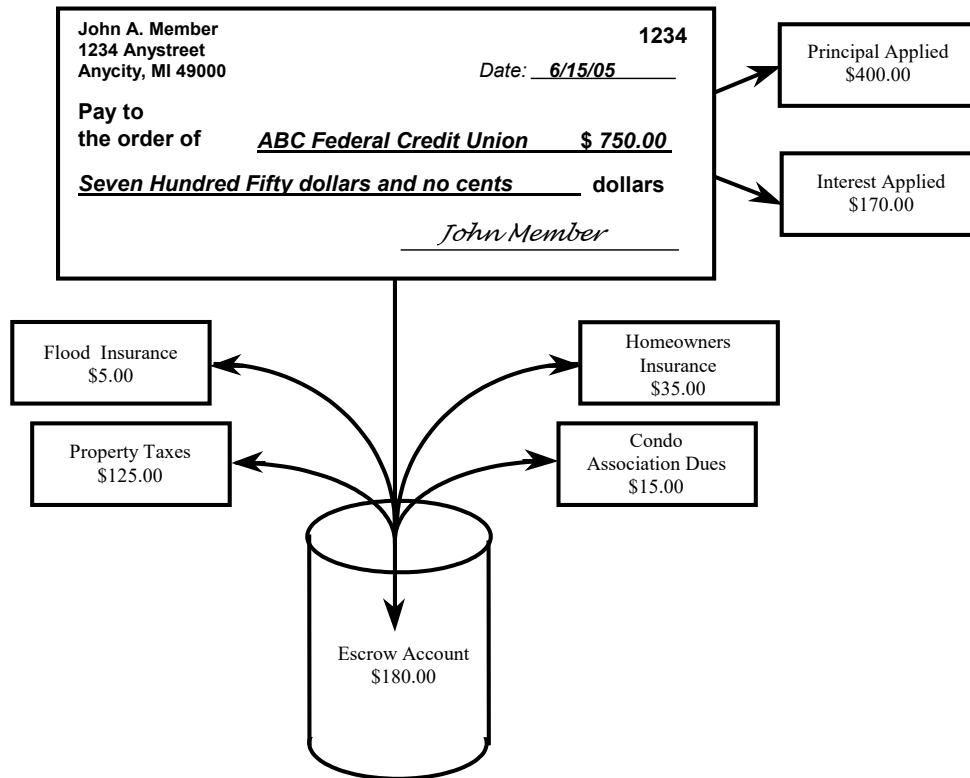 John A. Member
1234 Anystreet
Anycity, MI 49000
1234
Date: 6/15/05
Pay to
the order of ABC Federal Credit Union $ 750.00
Seven Hundred Fifty dollars and no cents dollars
John Member
Principal Applied
$400.00
Interest Applied
$170.00
Flood Insurance
$5.00
Homeowners
Insurance
$35.00
Property Taxes
$125.00
Condo
Association Dues
$15.00
Escrow Account
$180.00